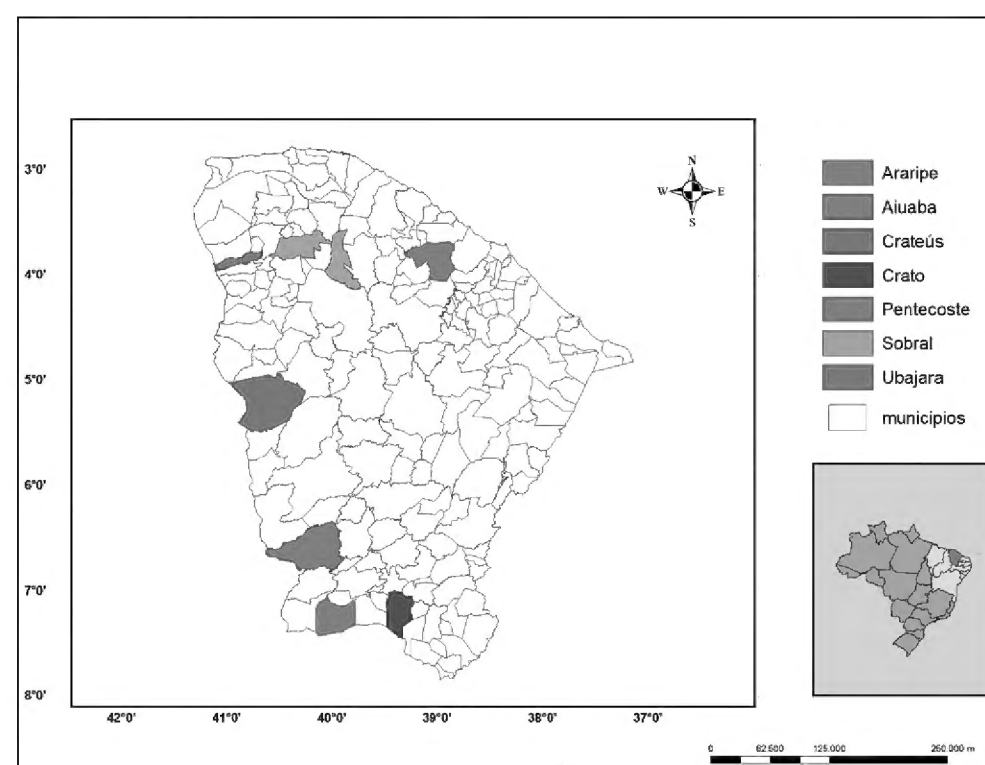 N
W E
S
3°0'
4°0'
5°0'
6°0'
7°0'
8°0'
42°0'
41°0'
40°0'
39°0'
38°0'
37°0'
Araripe
Aiuaba
Crateús
Crato
Pentecoste
Sobral
Ubajara
municipios
0 62.500 125.000 250.000 m